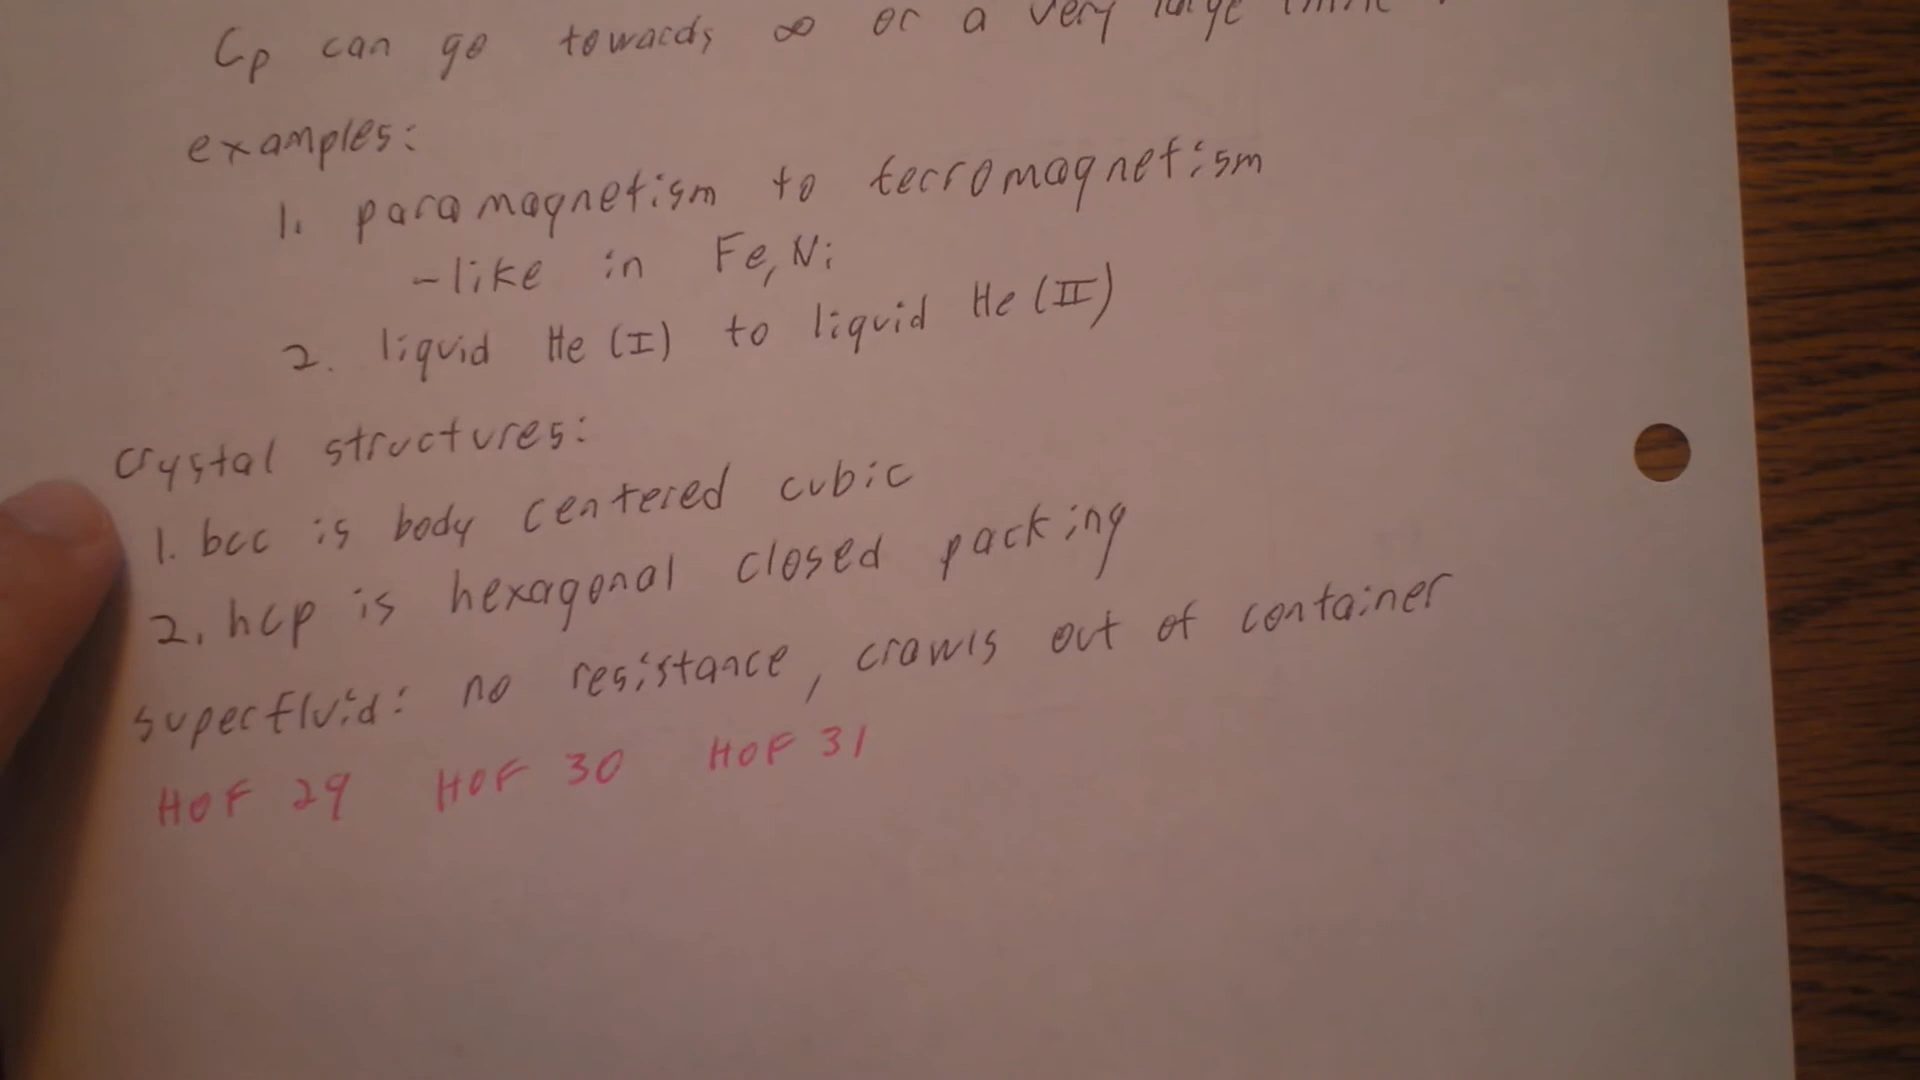 Cp can go towards ∞ or a very large
examples:
1. paramagnetism to ferromagnetism
- like in Fe, Ni
2. liquid He (I) to liquid He (II)
crystal structures:
1. bcc is body centered cubic
2. hcp is hexagonal closed packing
superfluid: no resistance, crawls out of container
HOF 29 HOF 30 HOF 31